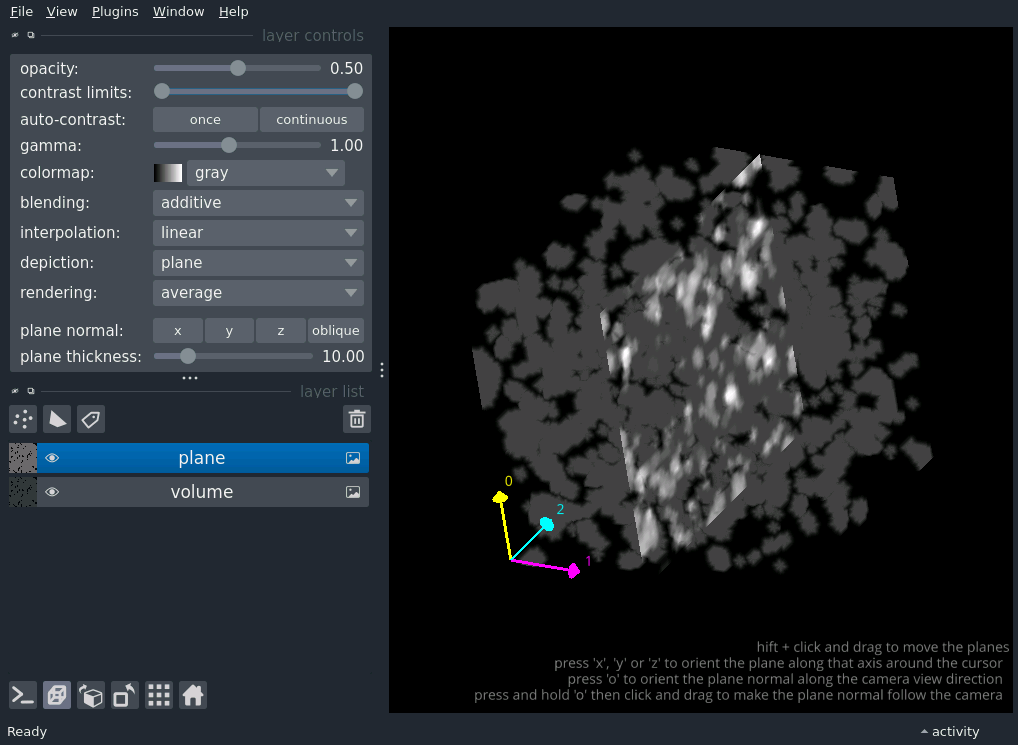 File View Plugins Window Help
layer controls
opacity: 0.50
contrast limits:
auto-contrast: once continuous
gamma: 1.00
colormap: gray
blending: additive
interpolation: linear
depiction: plane
rendering: average
plane normal: x y z oblique
plane thickness: 10.00
layer list
plane
volume
0
2
1
hift + click and drag to move the planes
press 'x', 'y' or 'z' to orient the plane along that axis around the cursor
press 'o' to orient the plane normal along the camera view direction
press and hold 'o' then click and drag to make the plane normal follow the camera
Ready activity